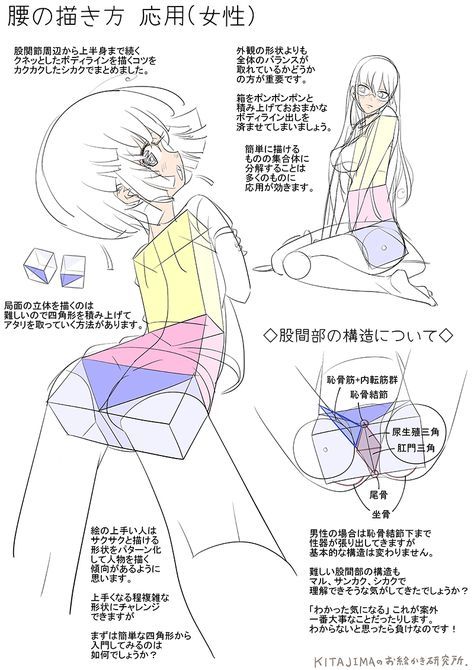 腰の描き方 応用(女性)
股関節周辺から上半身まで続く
クネッとしたボディラインを描くコツを
カクカクしたシカクでまとめました。
外観の形状よりも
全体のバランスが
取れているかどうか
の方が重要です。
箱をポンポンポンと
積み上げておおまかな
ボディライン出しを
済ませてしまいましょう。
簡単に描ける
ものの集合体に
分解することは
多くのものに
応用が効きます。
局面の立体を描くのは
難しいので四角形を積み上げて
アタリを取っていく方法があります。
◇股間部の構造について◇
恥骨筋+内転筋群
恥骨結節
尿生殖三角
肛門三角
尾骨
坐骨
絵の上手い人は
サクサクと描ける
形状をパターン化
して人物を描く
傾向があるように
思います。
上手くなる程複雑な
形状にチャレンジ
できますが
まずは簡単な四角形から
入門してみるのは
如何でしょうか?
男性の場合は恥骨結節下まで
性器が張り出してきますが
基本的な構造は変わりません。
難しい股間部の構造も
マル、サンカク、シカクで
理解できそうな気がしてきたでしょうか?
「わかった気になる」これが案外
一番大事なことだったりします。
わからないと思ったら負けなのです!
KITAJIMAのお絵かき研究所.